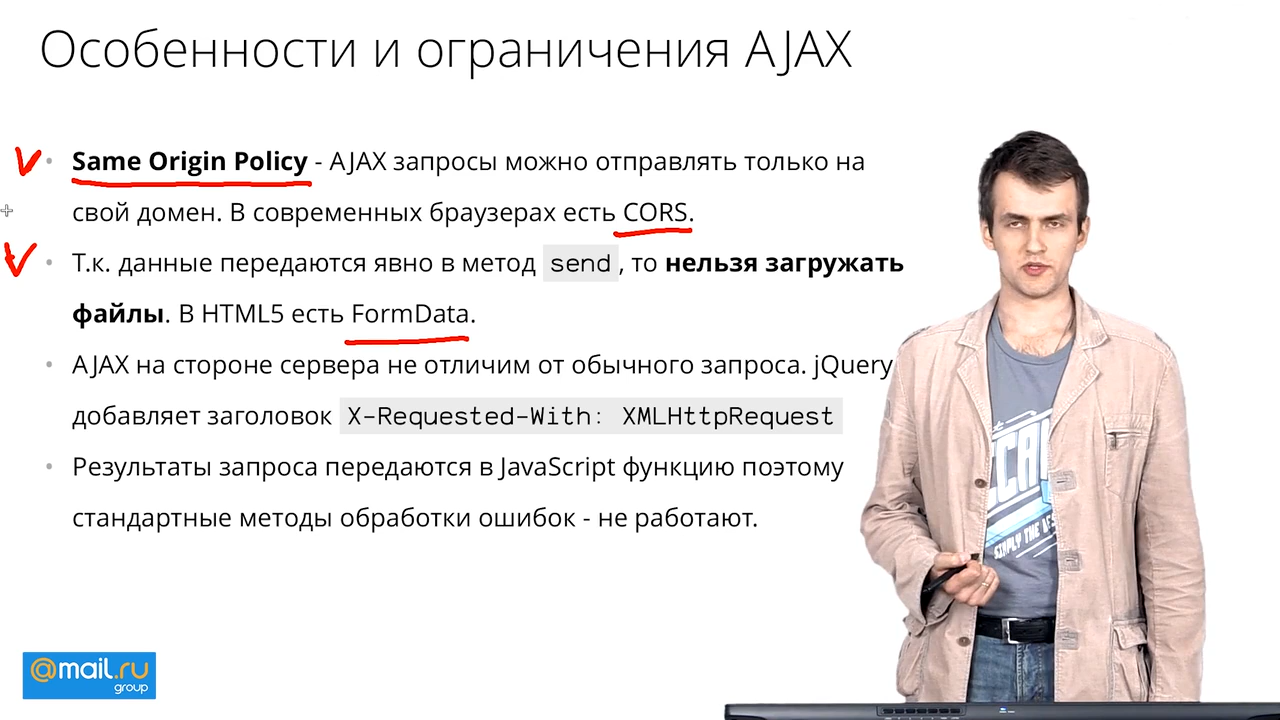 Особенности и ограничения AJAX
Same Origin Policy - AJAX запросы можно отправлять только на
свой домен. В современных браузерах есть CORS.
Т.к. данные передаются явно в метод send, то нельзя загружать
файлы. В HTML5 есть FormData.
AJAX на стороне сервера не отличим от обычного запроса. jQuery
добавляет заголовок X-Requested-With: XMLHttpRequest
Результаты запроса передаются в JavaScript функцию поэтому
стандартные методы обработки ошибок - не работают.
SIMPLY THE
@mail.ru
group